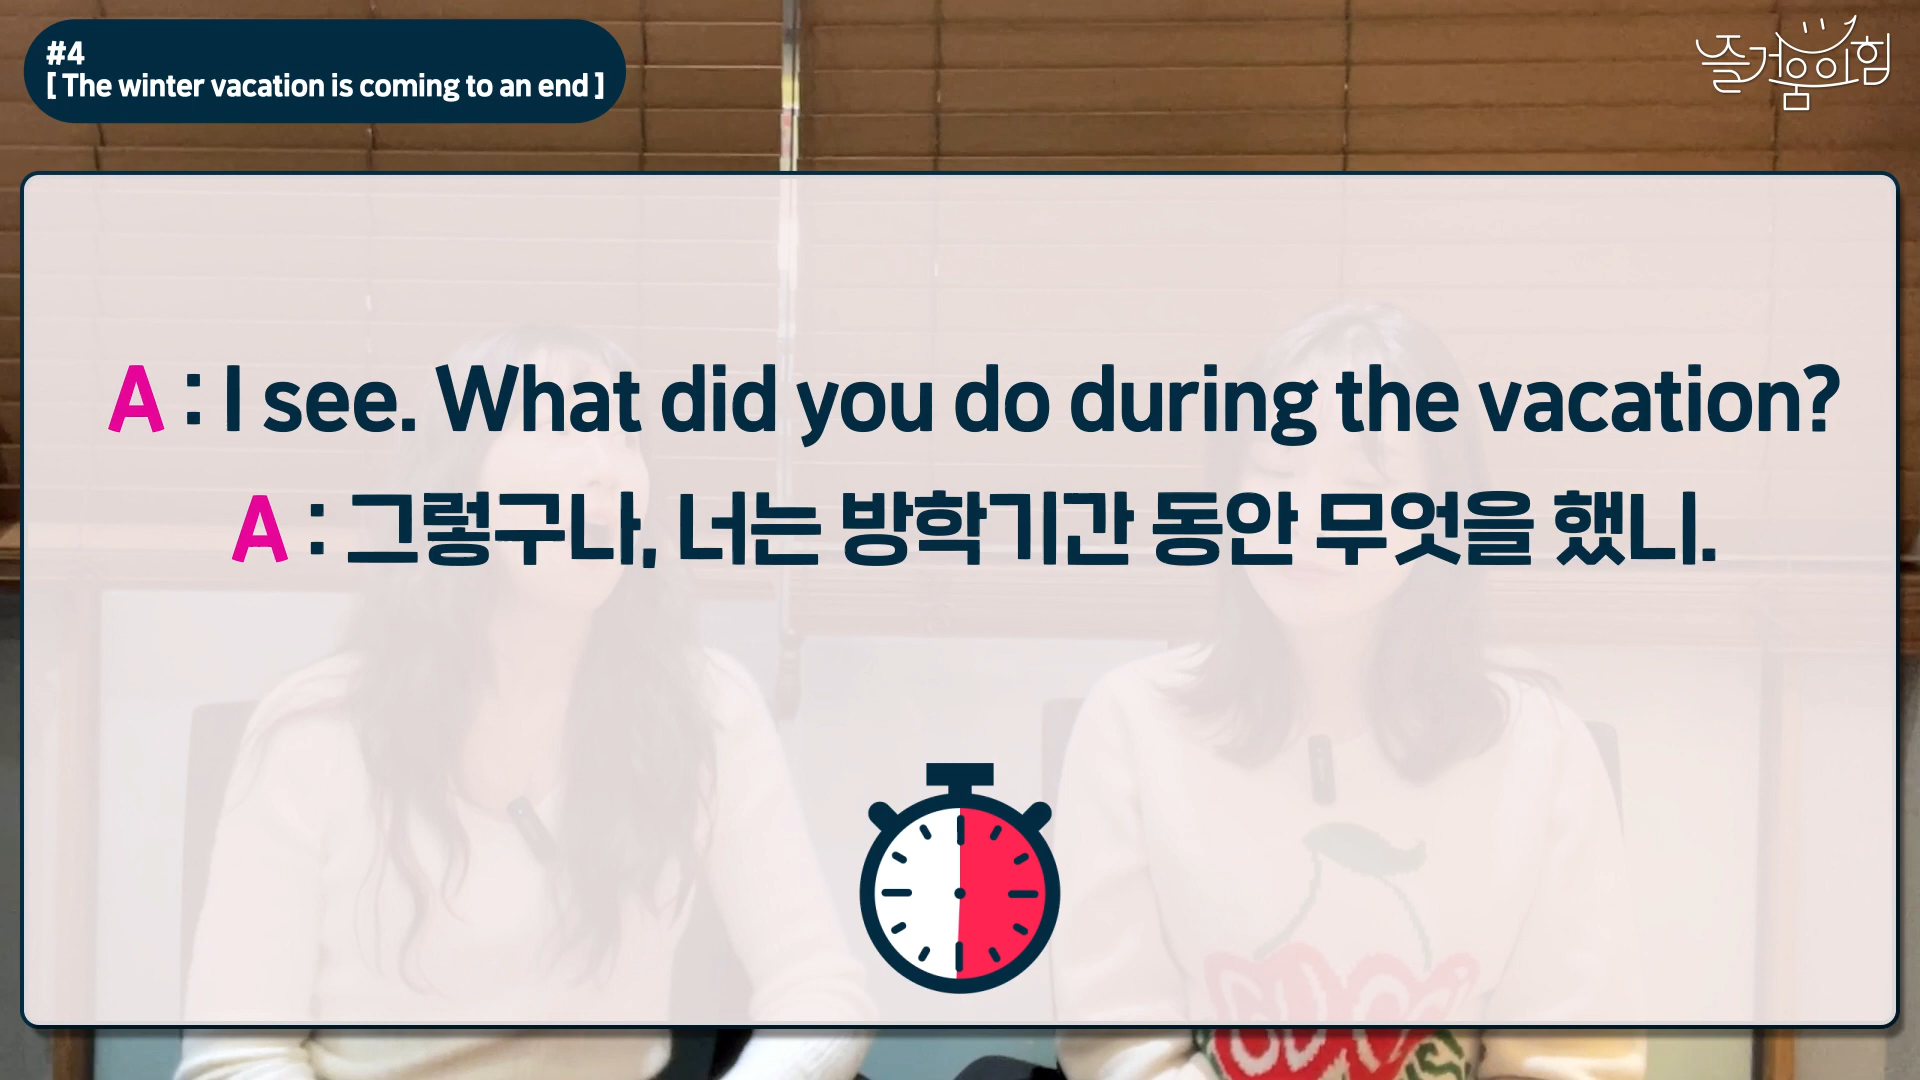 #4
[ The winter vacation is coming to an end ]
즐거움의힘
A : I see. What did you do during the vacation?
A : 그렇구나, 너는 방학기간 동안 무엇을 했니.